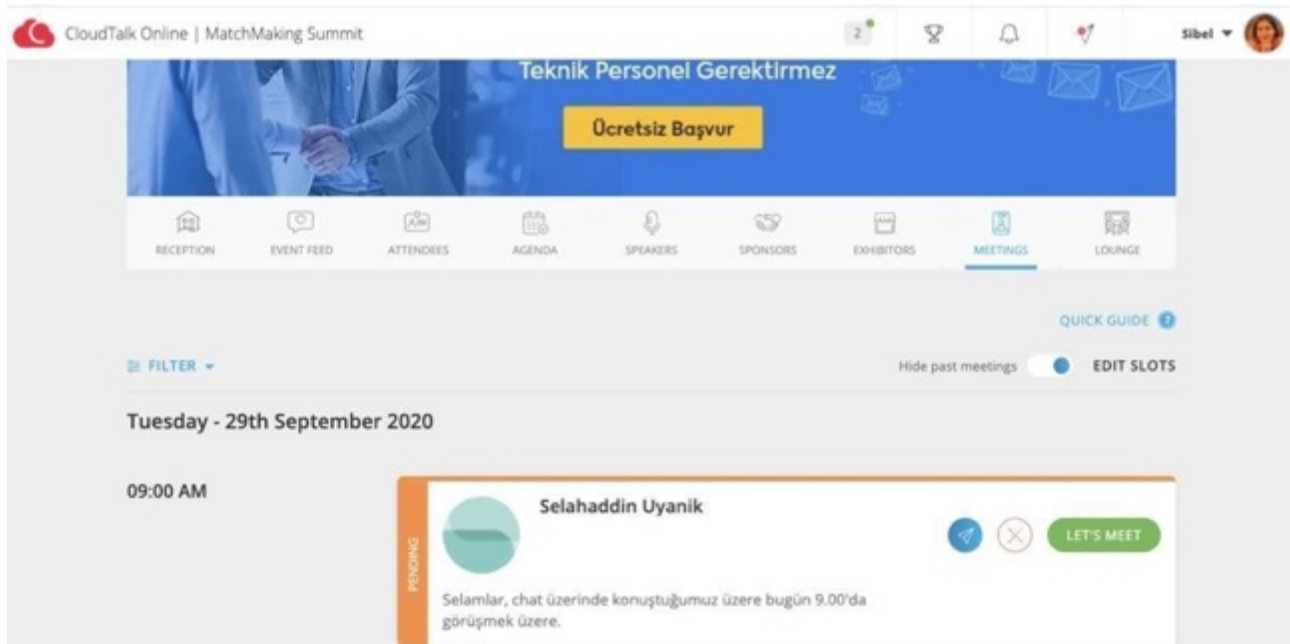 CloudTalk Online | MatchMaking Summit
2
Sibel
Teknik Personel Gerektirmez
Ücretsiz Başvur
RECEPTION
EVENT FEED
ATTENDEES
AGENDA
SPEAKERS
SPONSORS
EXHIBITORS
MEETINGS
LOUNGE
QUICK GUIDE ?
FILTER
Hide past meetings
EDIT SLOTS
Tuesday - 29th September 2020
09:00 AM
PENDING
Selahaddin Uyanik
LET'S MEET
Selamlar, chat üzerinde konuştuğumuz üzere bugün 9.00'da
görüşmek üzere.